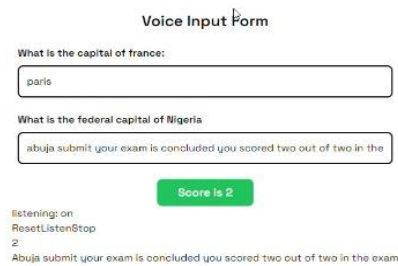 Voice Input Form
What is the capital of france:
paris
What is the federal capital of Nigeria
abuja submit your exam is concluded you scored two out of two in the
Score is 2
listening: on
ResetListenStop
2
Abuja submit your exam is concluded you scored two out of two in the exam